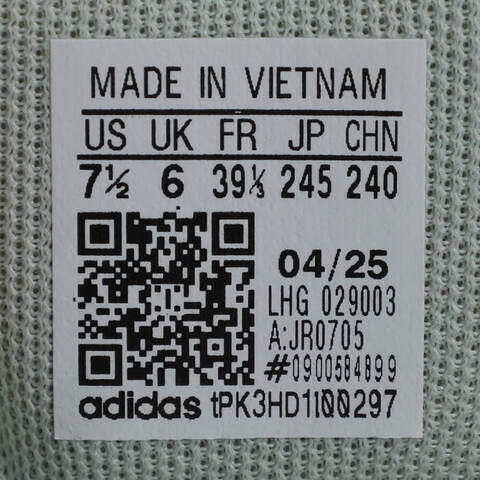 MADE IN VIETNAM
US UK FR JP CHN
7½ 6 39⅓ 245 240
04/25
LHG 029003
A:JR0705
#0900584899
adidas tPK3HD1l00297